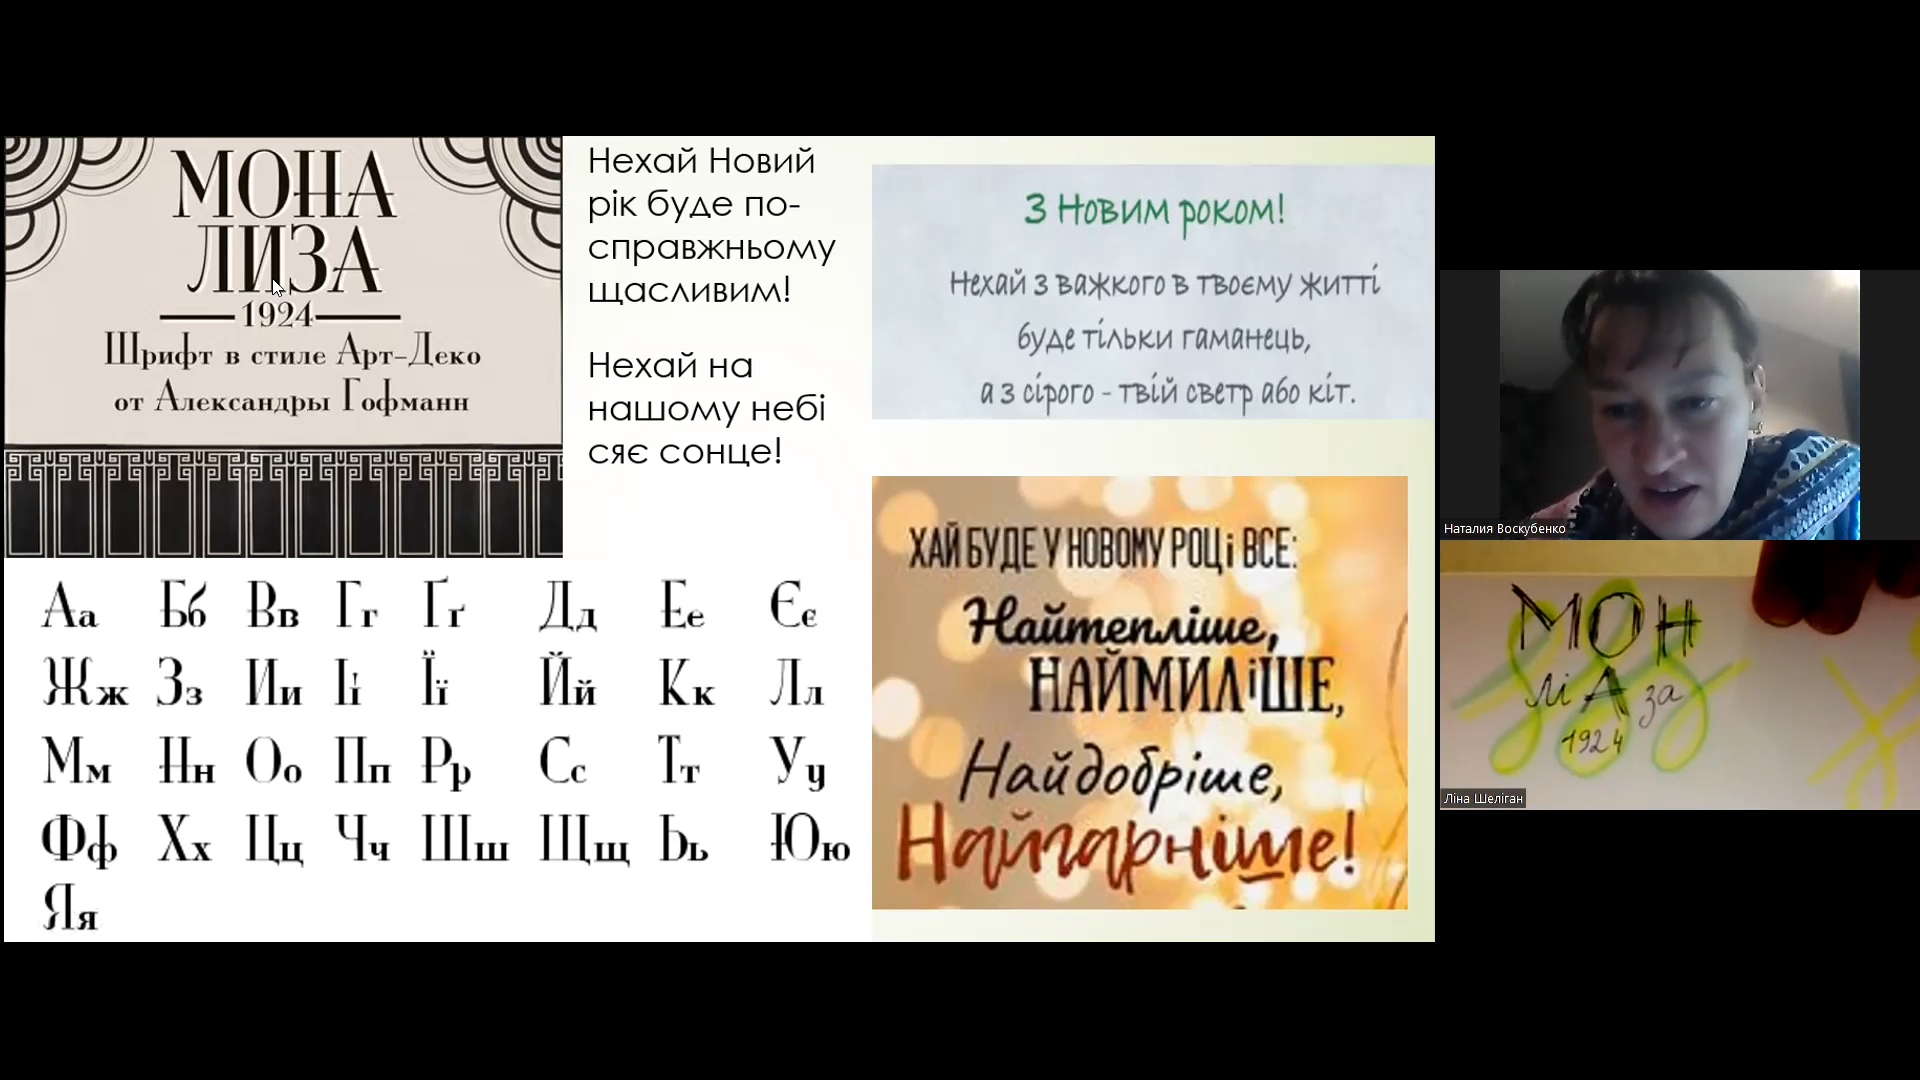 МОНА
ЛИЗА
1924
Шрифт в стиле Арт-Деко
от Александры Гофманн
Нехай Новий
рік буде по-
справжньому
щасливим!
Нехай на
нашому небі
сяє сонце!
З Новим роком!
Нехай з важкого в твоєму житті
буде тільки гаманець,
а з сірого - твій светр або кіт.
ХАЙ БУДЕ У НОВОМУ РОЦі ВСЕ:
Найтепліше,
НАЙМИЛіШЕ,
Найдобріше,
Найгарніше!
Аа Бб Вв Гг Ґґ Дд Ее Єє
Жж Зз Ии Іі Її Йй Кк Лл
Мм Нн Оо Пп Рр Сс Тт Уу
Фф Хх Цц Чч Шш Щщ Ьь Юю
Яя
Наталия Воскубенко
МОН
лі А за
1924
Ліна Шеліган